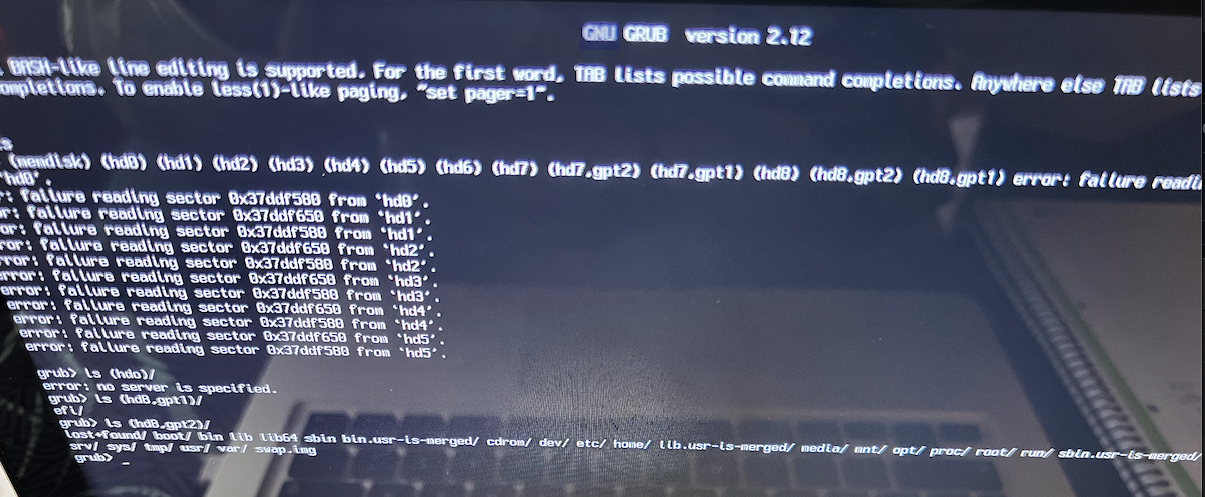 GNU GRUB version 2.12
BASH-like line editing is supported. For the first word, TAB lists possible command completions. Anywhere else TAB lists
ompletions. To enable less(1)-like paging, "set pager=1".
s
(memdisk) (hd0) (hd1) (hd2) (hd3) (hd4) (hd5) (hd6) (hd7) (hd7,gpt2) (hd7,gpt1) (hd8) (hd8,gpt2) (hd8,gpt1) error: failure readi
'hd0'.
r: failure reading sector 0x37ddf580 from 'hd0'.
r: failure reading sector 0x37ddf650 from 'hd1'.
or: failure reading sector 0x37ddf580 from 'hd1'.
ror: failure reading sector 0x37ddf650 from 'hd2'.
rror: failure reading sector 0x37ddf580 from 'hd2'.
error: failure reading sector 0x37ddf650 from 'hd3'.
error: failure reading sector 0x37ddf580 from 'hd3'.
error: failure reading sector 0x37ddf650 from 'hd4'.
error: failure reading sector 0x37ddf580 from 'hd4'.
error: failure reading sector 0x37ddf650 from 'hd5'.
error: failure reading sector 0x37ddf580 from 'hd5'.
grub> ls (hdo)/
error: no server is specified.
grub> ls (hd8,gpt1)/
efi/
grub> ls (hd8,gpt2)/
lost+found/ boot/ bin lib lib64 sbin bin.usr-is-merged/ cdrom/ dev/ etc/ home/ lib.usr-is-merged/ media/ mnt/ opt/ proc/ root/ run/ sbin.usr-is-merged/
srv/ sys/ tmp/ usr/ var/ swap.img
grub> _